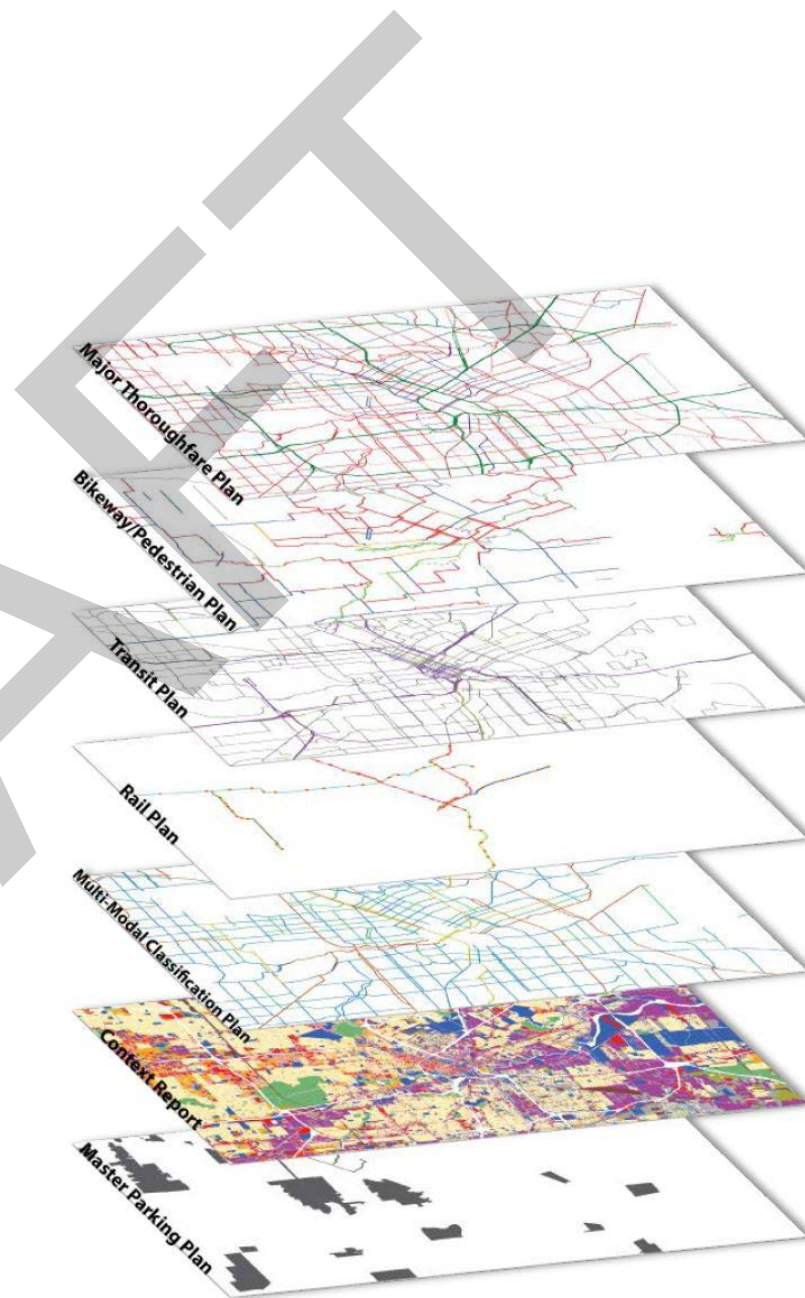 Major Thoroughfare Plan
Bikeway/Pedestrian Plan
Transit Plan
Rail Plan
Multi-Modal Classification Plan
Context Report
Master Parking Plan